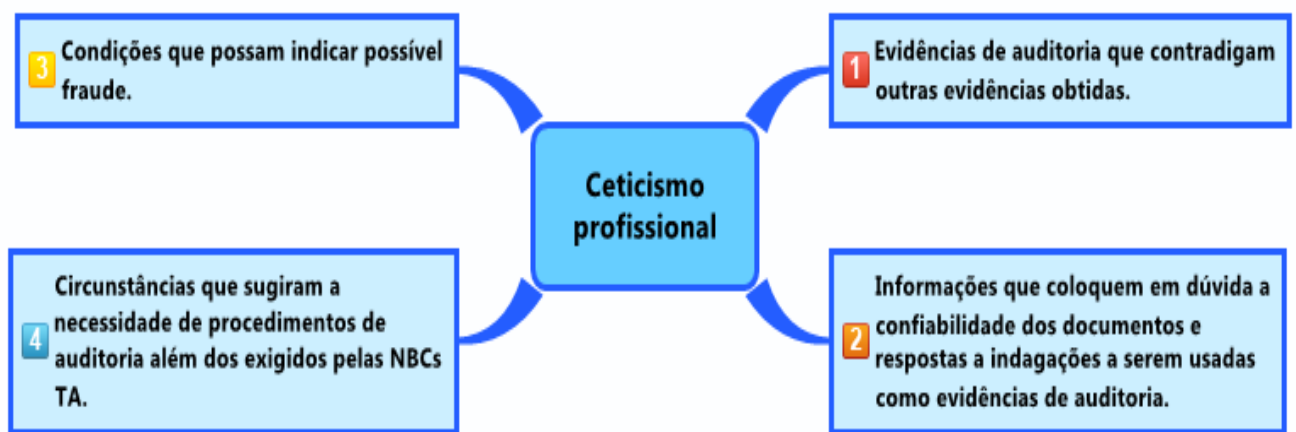 Ceticismo
profissional
1
Evidências de auditoria que contradigam
outras evidências obtidas.
2
Informações que coloquem em dúvida a
confiabilidade dos documentos e
respostas a indagações a serem usadas
como evidências de auditoria.
3
Condições que possam indicar possível
fraude.
4
Circunstâncias que sugiram a
necessidade de procedimentos de
auditoria além dos exigidos pelas NBCs
TA.